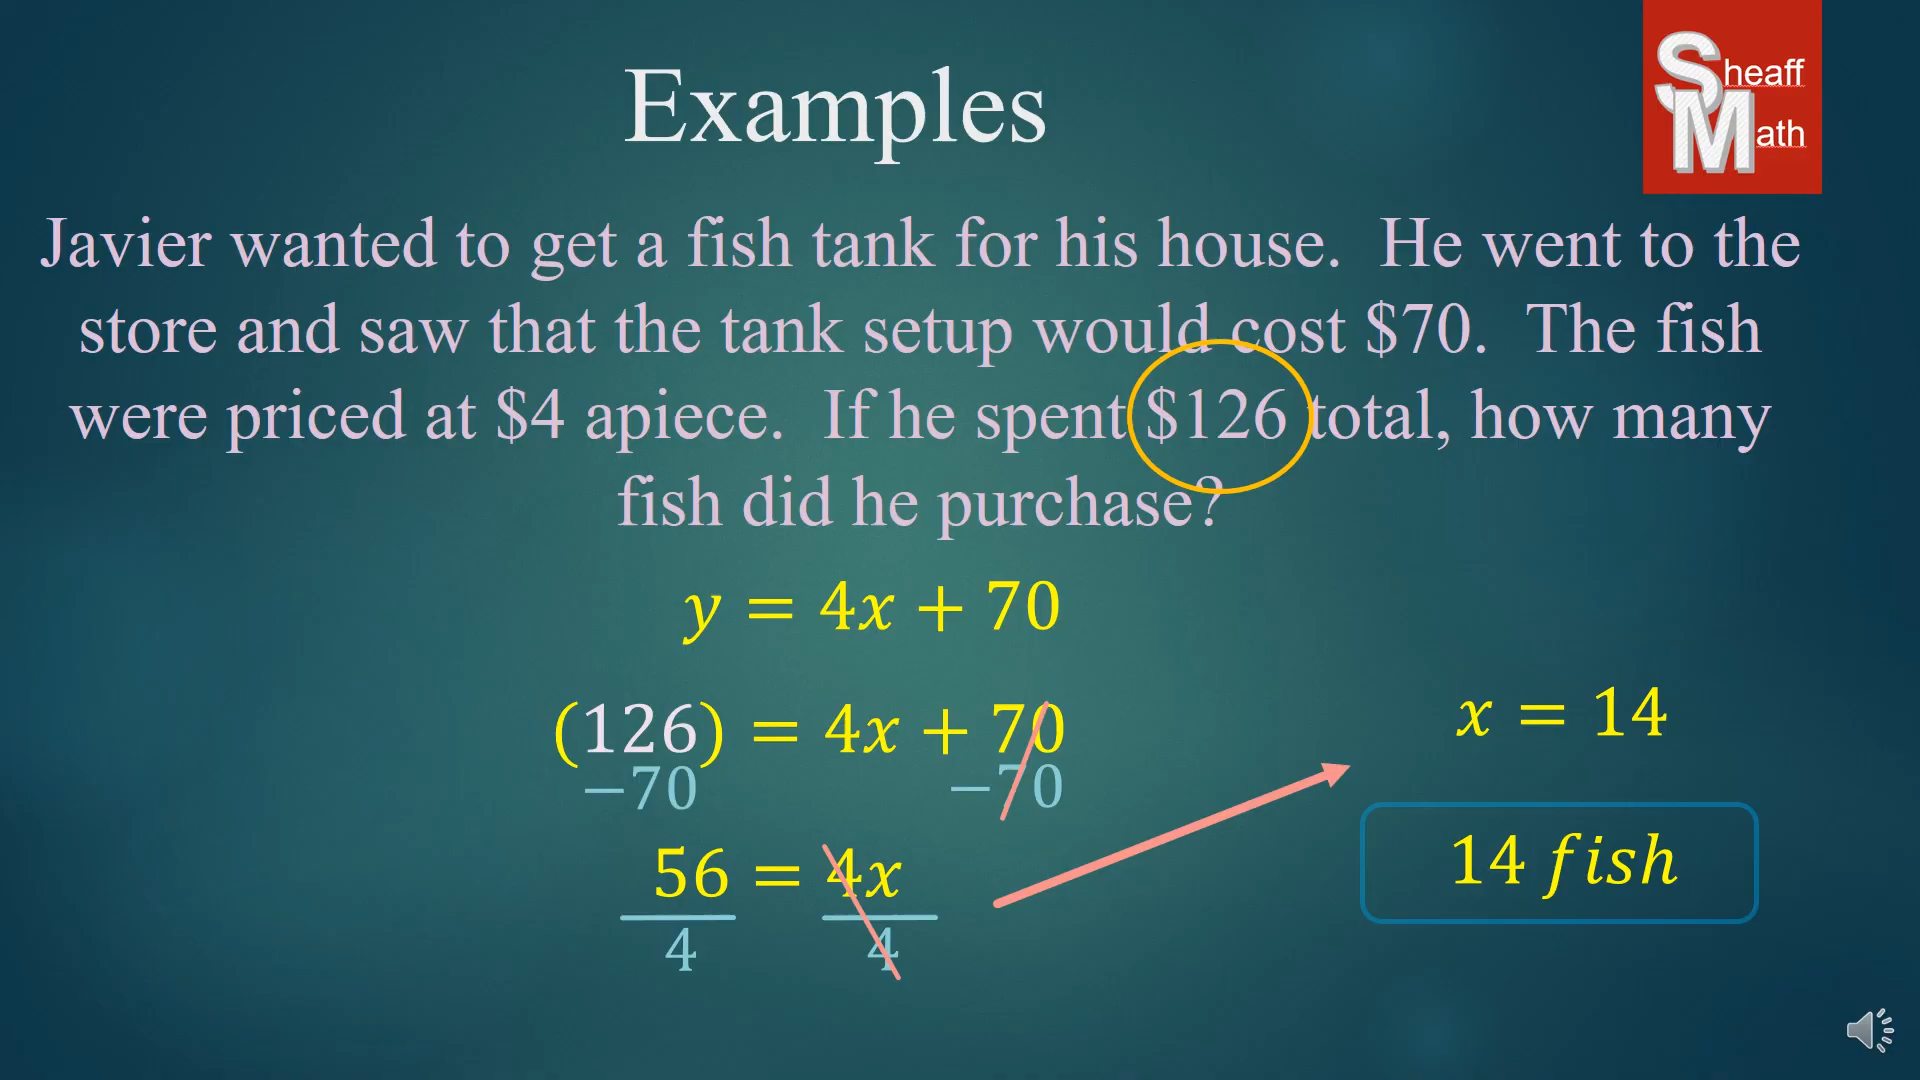 Sheaff
Math
Examples
Javier wanted to get a fish tank for his house. He went to the
store and saw that the tank setup would cost $70. The fish
were priced at $4 apiece. If he spent $126 total, how many
fish did he purchase?
y = 4x + 70
(126) = 4x + 70
−70 −70
56 = 4x
4 4
x = 14
14 fish